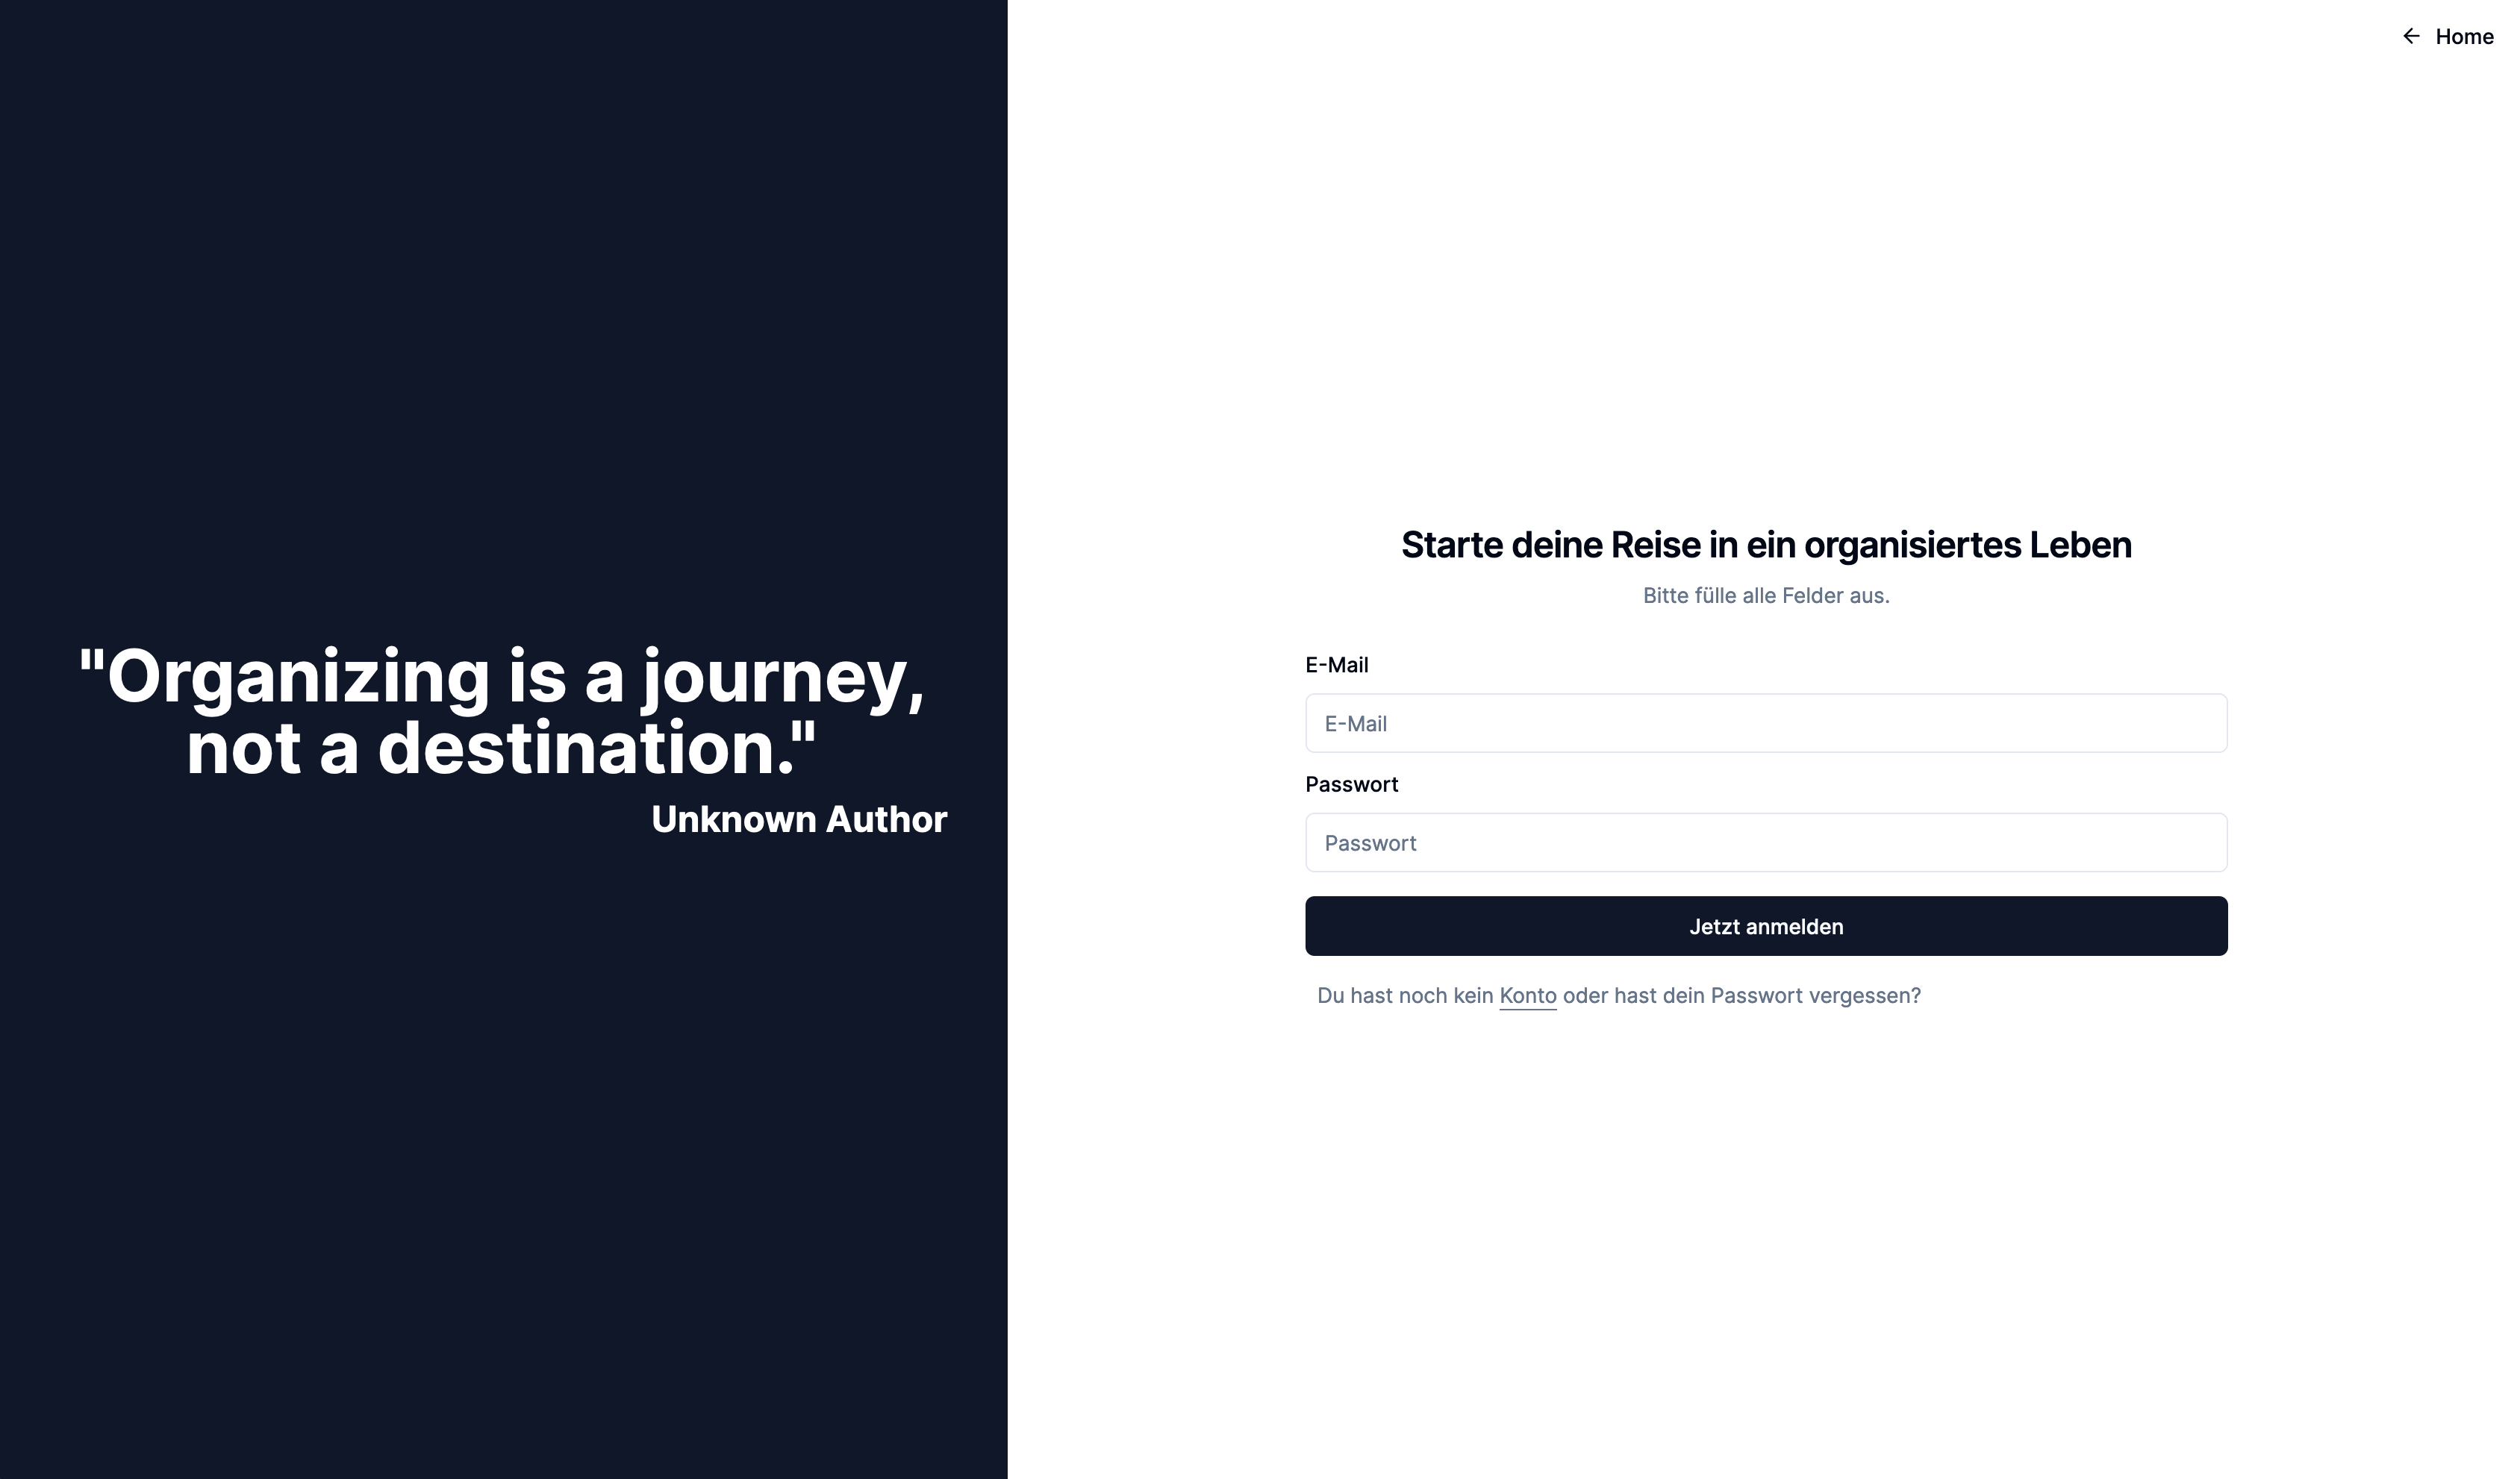 Home
"Organizing is a journey,
not a destination."
Unknown Author
Starte deine Reise in ein organisiertes Leben
Bitte fülle alle Felder aus.
E-Mail
E-Mail
Passwort
Passwort
Jetzt anmelden
Du hast noch kein Konto oder hast dein Passwort vergessen?